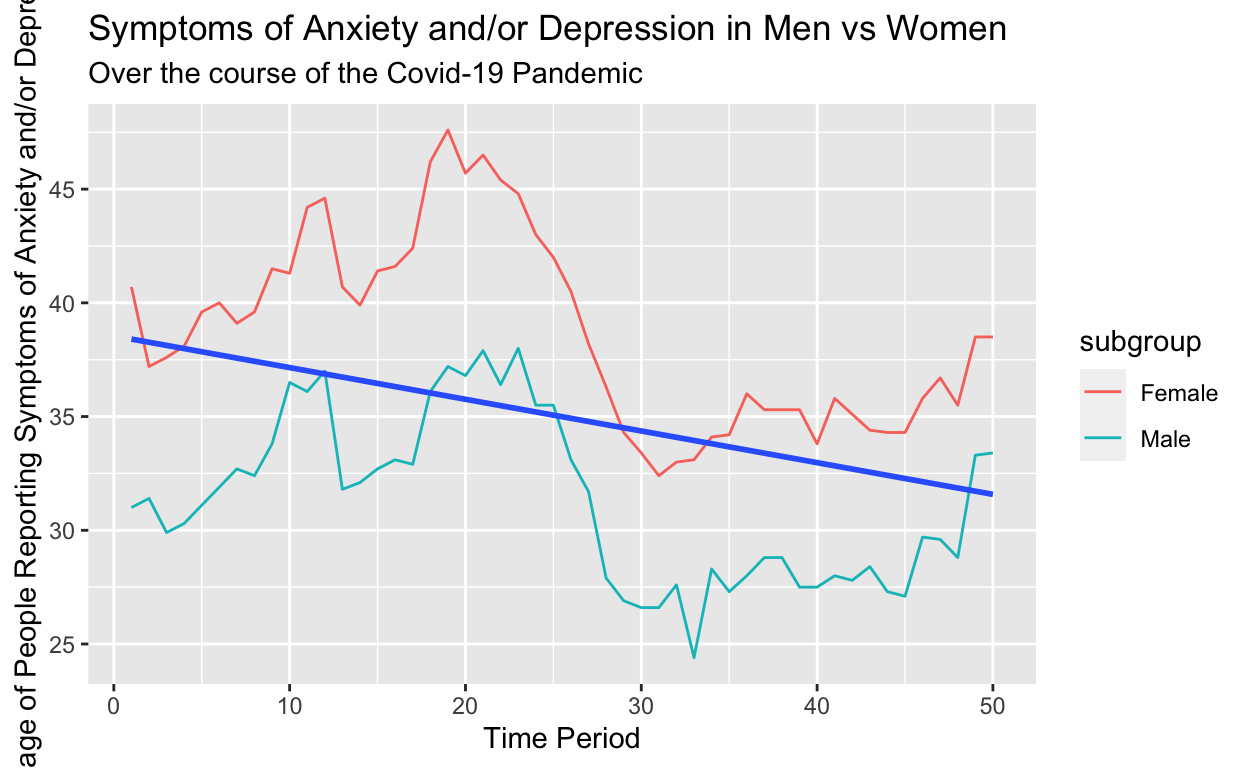 Symptoms of Anxiety and/or Depression in Men vs Women
Over the course of the Covid-19 Pandemic
of People Reporting Symptoms of Anxiety and/or
45
40
35
30
25
0 10 20 30 40 50
Time Period
subgroup
Female
Male